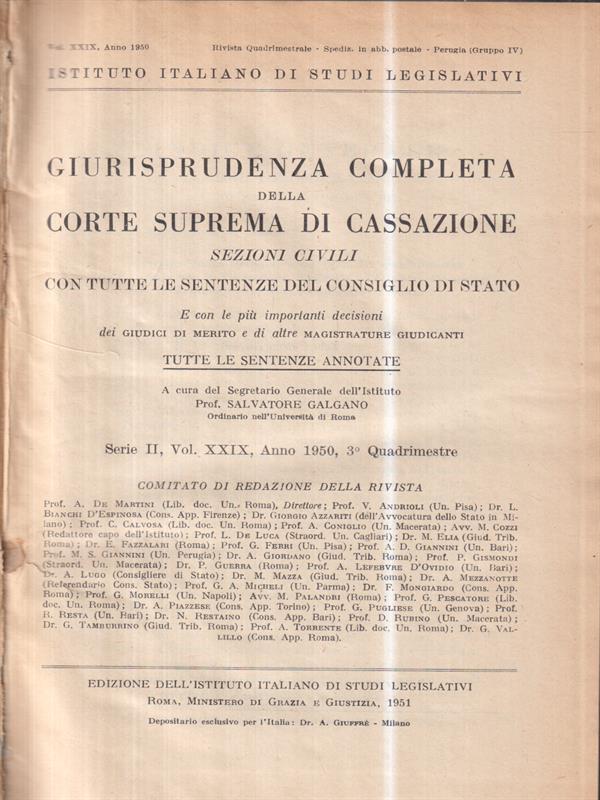 Vol. XXIX, Anno 1950 Rivista Quadrimestrale - Spediz. in abb. postale - Perugia (Gruppo IV)
ISTITUTO ITALIANO DI STUDI LEGISLATIVI
GIURISPRUDENZA COMPLETA
DELLA
CORTE SUPREMA DI CASSAZIONE
SEZIONI CIVILI
CON TUTTE LE SENTENZE DEL CONSIGLIO DI STATO
E con le più importanti decisioni
dei GIUDICI DI MERITO e di altre MAGISTRATURE GIUDICANTI
TUTTE LE SENTENZE ANNOTATE
A cura del Segretario Generale dell'Istituto
Prof. SALVATORE GALGANO
Ordinario nell'Università di Roma
Serie II, Vol. XXIX, Anno 1950, 3º Quadrimestre
COMITATO DI REDAZIONE DELLA RIVISTA
Prof. A. DE MARTINI (Lib. doc. Un. Roma), Direttore; Prof. V. ANDRIOLI (Un. Pisa); Dr. L.
BIANCHI D'ESPINOSA (Cons. App. Firenze); Dr. GIORGIO AZZARITI (dell'Avvocatura dello Stato in Mi-
lano); Prof. C. CALVOSA (Lib. doc. Un. Roma); Prof. A. CONIGLIO (Un. Macerata); Avv. M. COZZI
(Redattore capo dell'Istituto); Prof. L. DE LUCA (Straord. Un. Cagliari); Dr. M. ELIA (Giud. Trib.
Roma); Dr. E. FAZZALARI (Roma); Prof. G. FERRI (Un. Pisa); Prof. A. D. GIANNINI (Un. Bari);
Prof. M. S. GIANNINI (Un. Perugia); Dr. A. GIORDANO (Giud. Trib. Roma); Prof. P. GISMONDI
(Straord. Un. Macerata); Dr. P. GUERRA (Roma); Prof. A. LEFEBVRE D'OVIDIO (Un. Bari);
Dr. A. LUGO (Consigliere di Stato); Dr. M. MAZZA (Giud. Trib. Roma); Dr. A. MEZZANOTTE
(Referendario Cons. Stato); Prof. G. A. MICHELI (Un. Parma); Dr. F. MONGIARDO (Cons. App.
Roma); Prof. G. MORELLI (Un. Napoli); Avv. M. PALANDRI (Roma); Prof. G. PESCATORE (Lib.
doc. Un. Roma); Dr. A. PIAZZESE (Cons. App. Torino); Prof. G. PUGLIESE (Un. Genova); Prof.
R. RESTA (Un. Bari); Dr. N. RESTAINO (Cons. App. Bari); Prof. D. RUBINO (Un. Macerata);
Dr. G. TAMBURRINO (Giud. Trib. Roma); Prof. A. TORRENTE (Lib. doc. Un. Roma); Dr. G. VAL-
LILLO (Cons. App. Roma).
EDIZIONE DELL'ISTITUTO ITALIANO DI STUDI LEGISLATIVI
ROMA, MINISTERO DI GRAZIA E GIUSTIZIA, 1951
Depositario esclusivo per l'Italia: Dr. A. GIUFFRÈ - Milano